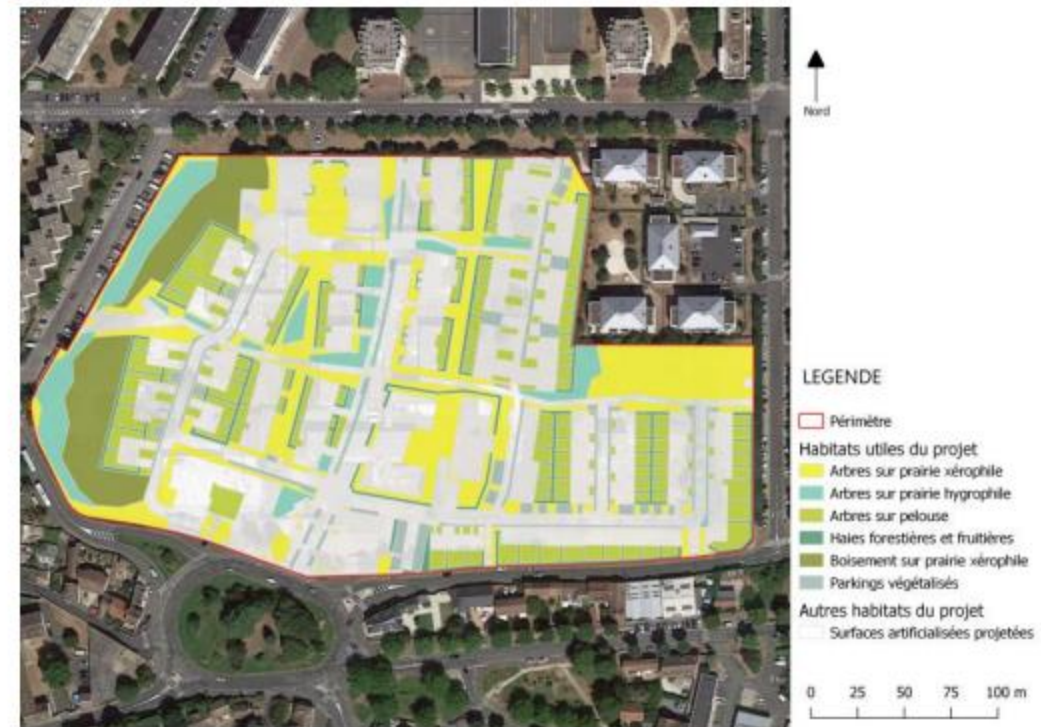 Nord
LEGENDE
Périmètre
Habitats utiles du projet
Arbres sur prairie xérophile
Arbres sur prairie hygrophile
Arbres sur pelouse
Haies forestières et fruitières
Boisement sur prairie xérophile
Parkings végétalisés
Autres habitats du projet
Surfaces artificialisées projetées
0 25 50 75 100 m